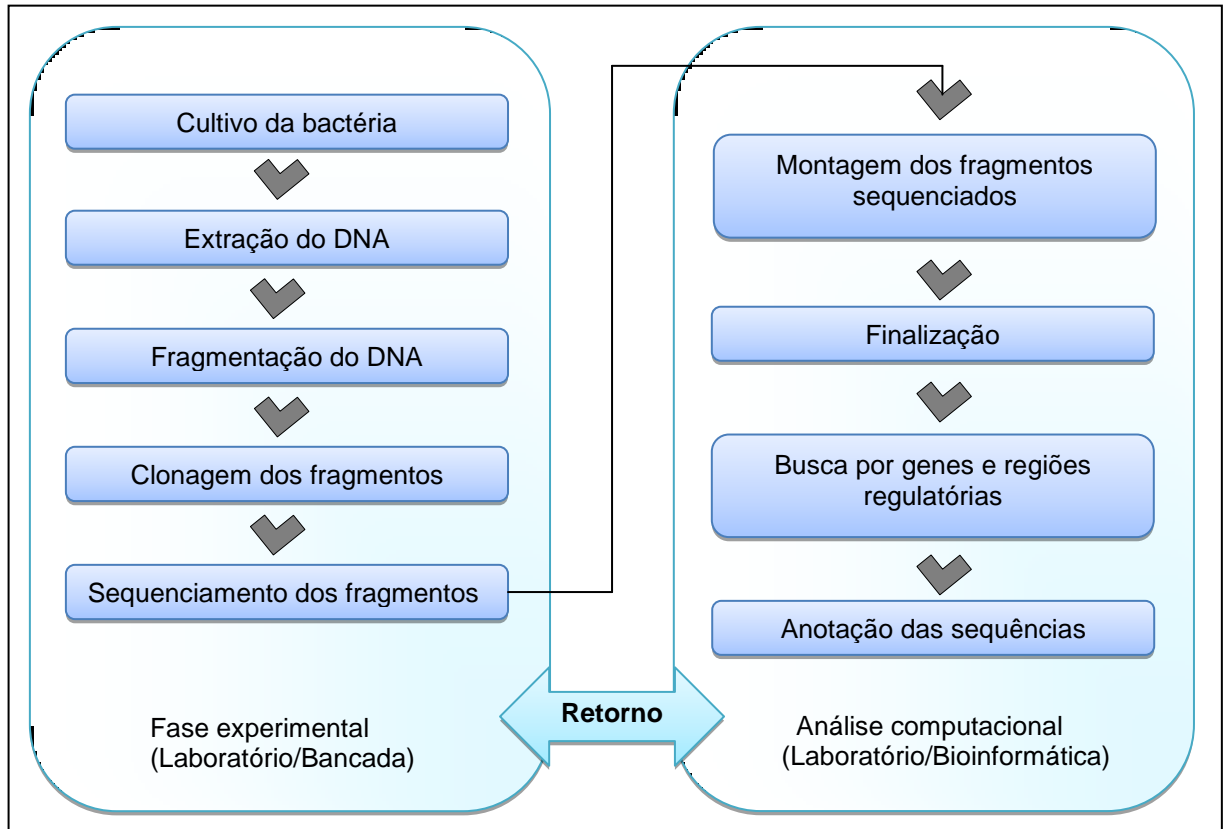 Cultivo da bactéria
Extração do DNA
Fragmentação do DNA
Clonagem dos fragmentos
Sequenciamento dos fragmentos
Fase experimental
(Laboratório/Bancada)
Retorno
Montagem dos fragmentos
sequenciados
Finalização
Busca por genes e regiões
regulatórias
Anotação das sequências
Análise computacional
(Laboratório/Bioinformática)